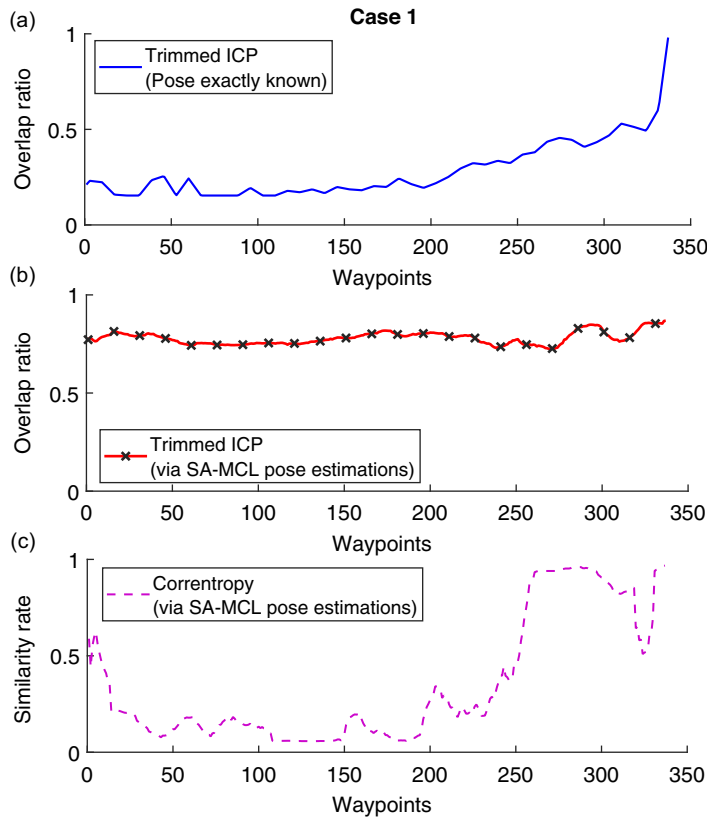 (a)
Case 1
1
0.5
0
Overlap ratio
Trimmed ICP
(Pose exactly known)
0 50 100 150 200 250 300 350
Waypoints
(b)
1
0.5
0
Overlap ratio
Trimmed ICP
(via SA-MCL pose estimations)
0 50 100 150 200 250 300 350
Waypoints
(c)
1
0.5
0
Similarity rate
Correntropy
(via SA-MCL pose estimations)
0 50 100 150 200 250 300 350
Waypoints